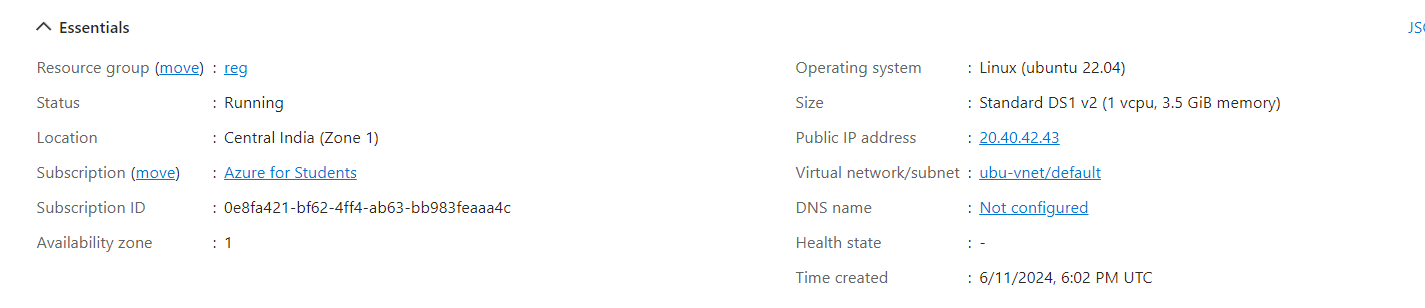 Essentials
JSO
Resource group (move) : reg
Status : Running
Location : Central India (Zone 1)
Subscription (move) : Azure for Students
Subscription ID : 0e8fa421-bf62-4ff4-ab63-bb983feaaa4c
Availability zone : 1
Operating system : Linux (ubuntu 22.04)
Size : Standard DS1 v2 (1 vcpu, 3.5 GiB memory)
Public IP address : 20.40.42.43
Virtual network/subnet : ubu-vnet/default
DNS name : Not configured
Health state : -
Time created : 6/11/2024, 6:02 PM UTC